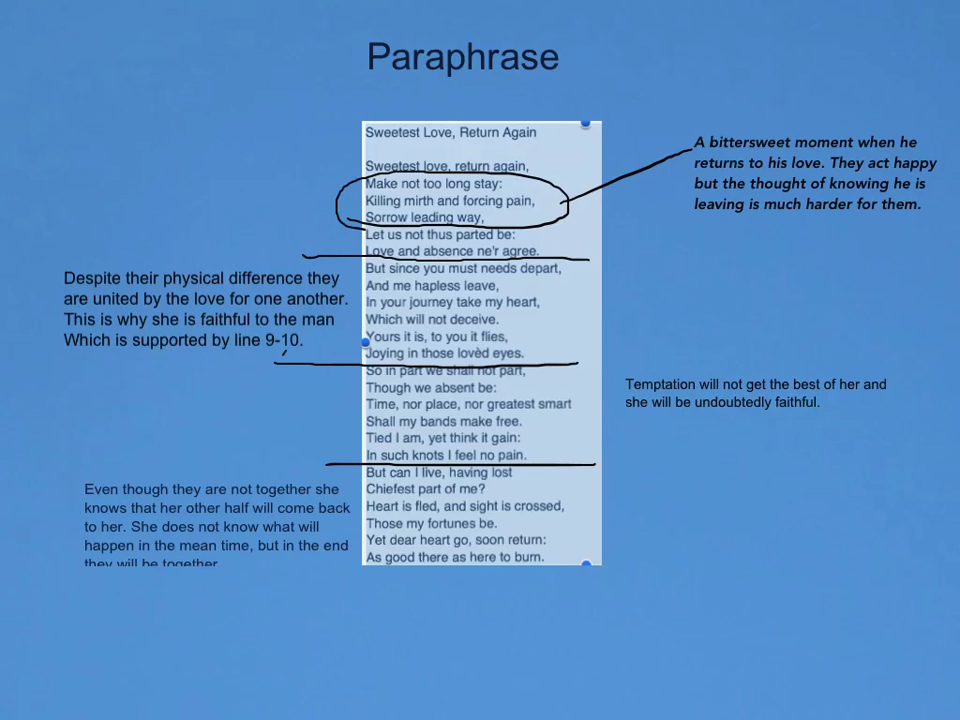 Paraphrase
Sweetest Love, Return Again
Sweetest love, return again,
Make not too long stay:
Killing mirth and forcing pain,
Sorrow leading way,
Let us not thus parted be:
Love and absence ne'r agree.
But since you must needs depart,
And me hapless leave,
In your journey take my heart,
Which will not deceive.
Yours it is, to you it flies,
Joying in those lovèd eyes.
So in part we shall not part,
Though we absent be:
Time, nor place, nor greatest smart
Shall my bands make free.
Tied I am, yet think it gain:
In such knots I feel no pain.
But can I live, having lost
Chiefest part of me?
Heart is fled, and sight is crossed,
Those my fortunes be.
Yet dear heart go, soon return:
As good there as here to burn.
A bittersweet moment when he
returns to his love. They act happy
but the thought of knowing he is
leaving is much harder for them.
Despite their physical difference they
are united by the love for one another.
This is why she is faithful to the man
Which is supported by line 9-10.
Temptation will not get the best of her and
she will be undoubtedly faithful.
Even though they are not together she
knows that her other half will come back
to her. She does not know what will
happen in the mean time, but in the end
they will be together